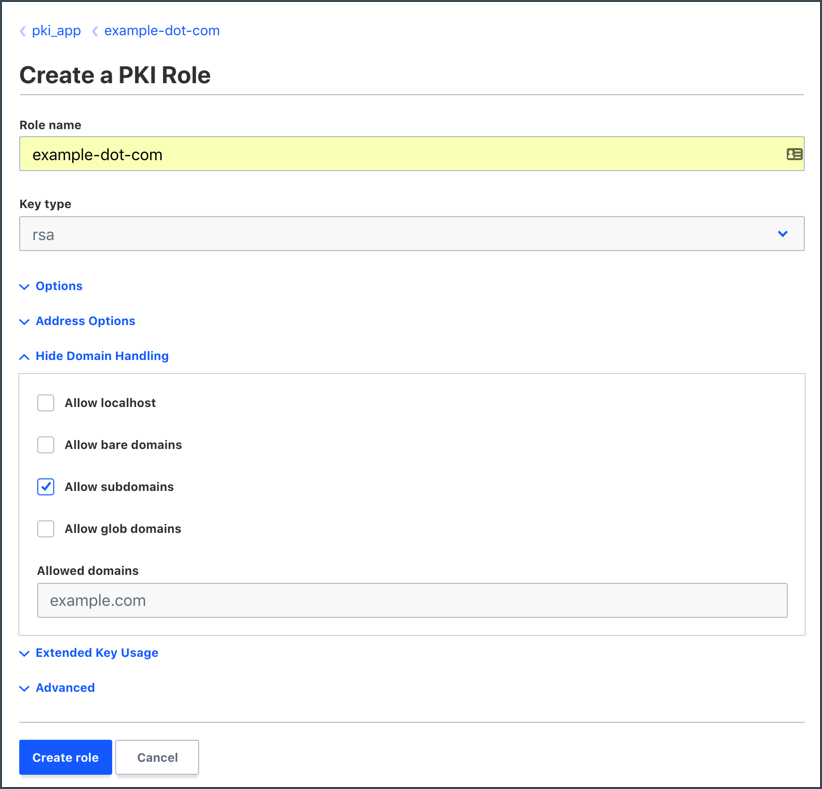 pki_app example-dot-com
Create a PKI Role
Role name
example-dot-com
Key type
rsa
Options
Address Options
Hide Domain Handling
Allow localhost
Allow bare domains
Allow subdomains
Allow glob domains
Allowed domains
example.com
Extended Key Usage
Advanced
Create role Cancel